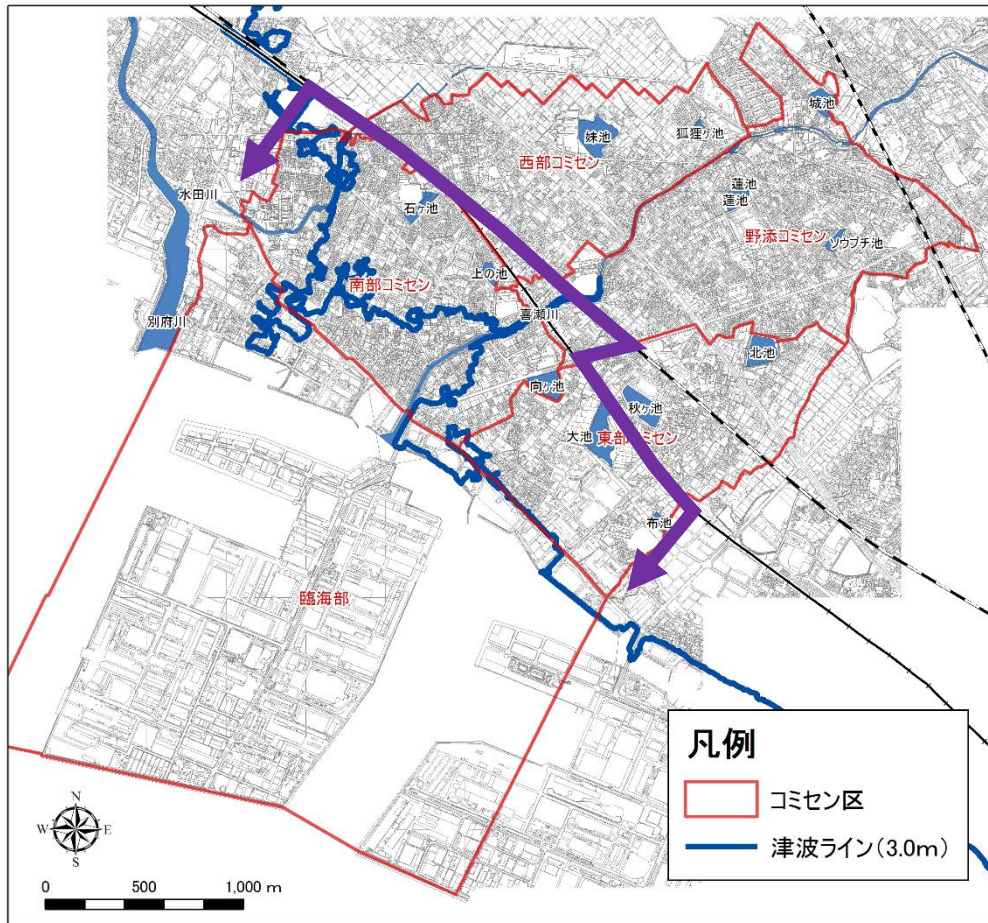 城池
妹池
狐狸ヶ池
西部コミセン
蓮池
蓮池
水田川
石ヶ池
野添コミセン
ソウブチ池
上の池
南部コミセン
喜瀬川
別府川
北池
向ヶ池
秋ヶ池
大池
東部コミセン
布池
臨海部
凡例
コミセン区
津波ライン(3.0m)
N
W
E
S
0 500 1,000 m